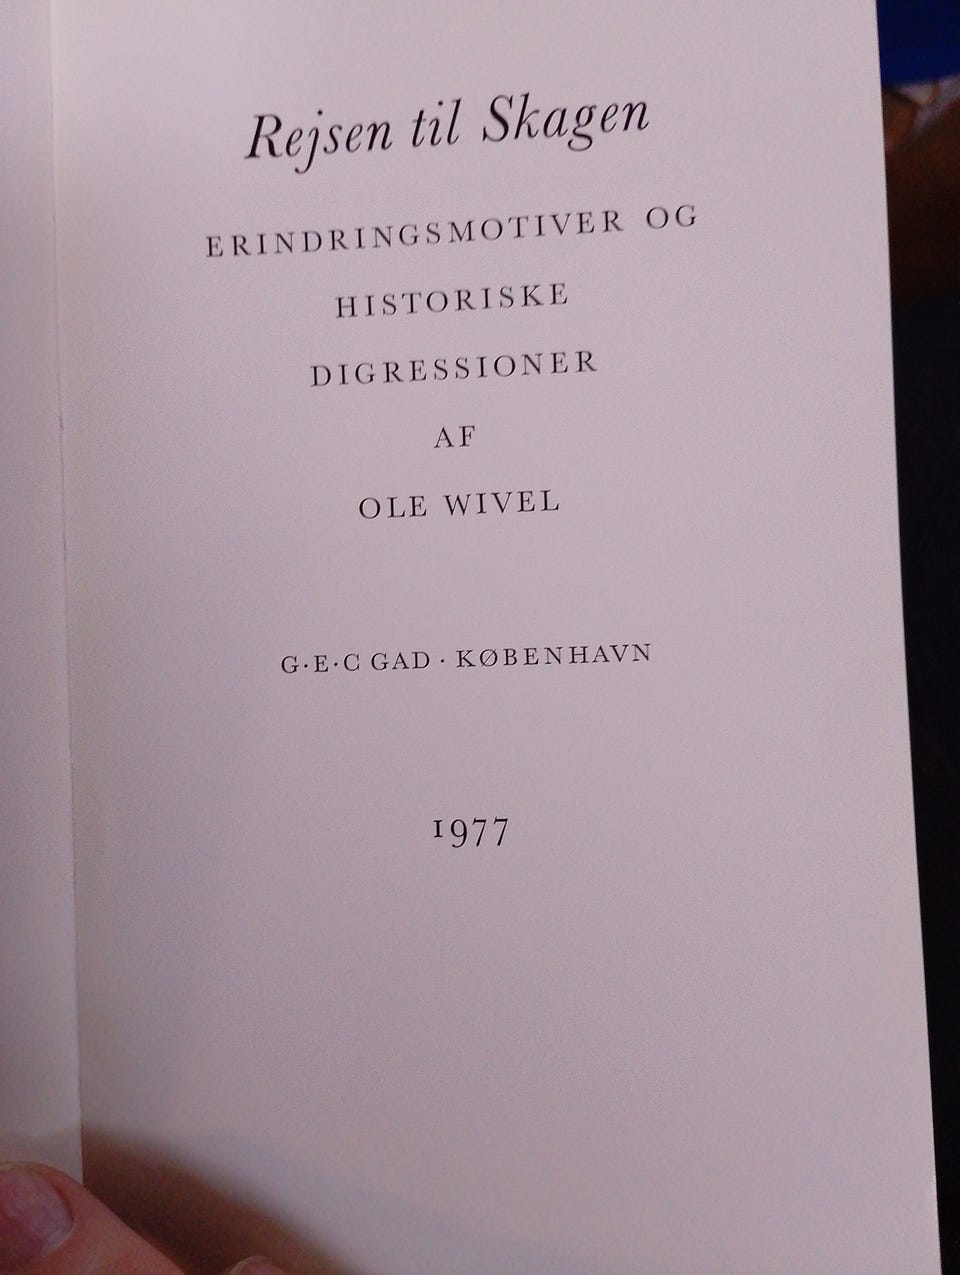 Rejsen til Skagen
ERINDRINGSMOTIVER OG
HISTORISKE
DIGRESSIONER
AF
OLE WIVEL
G·E·C GAD · KØBENHAVN
1977